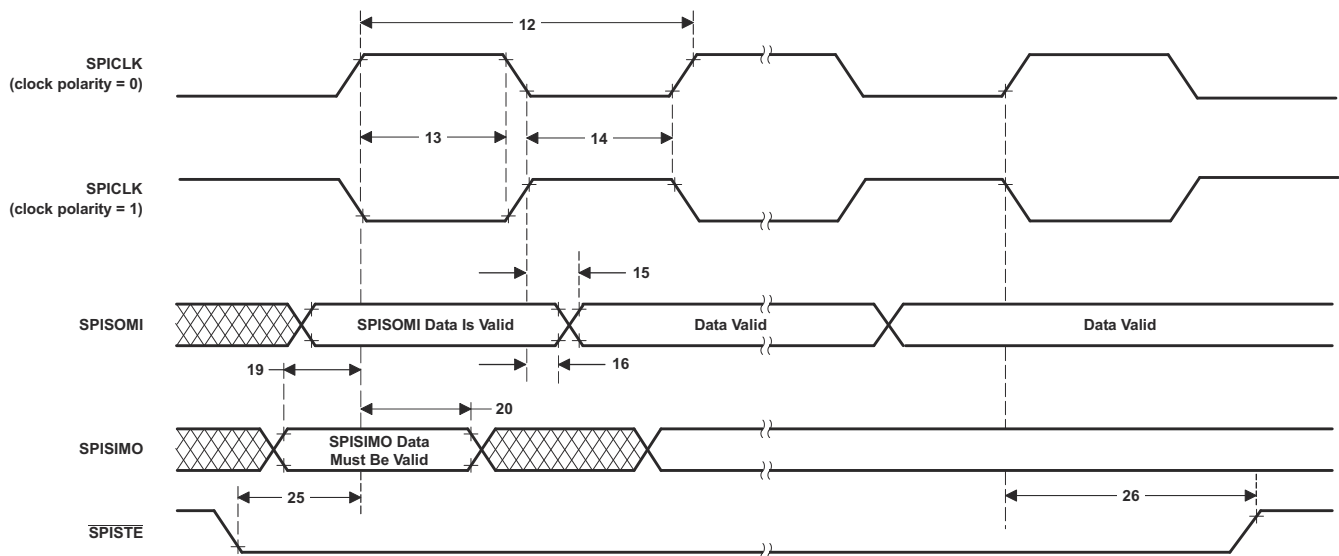 12
SPICLK
(clock polarity = 0)
13
14
SPICLK
(clock polarity = 1)
15
SPISOMI
SPISOMI Data Is Valid
Data Valid
Data Valid
19
16
20
SPISIMO
SPISIMO Data
Must Be Valid
25
26
SPISTE